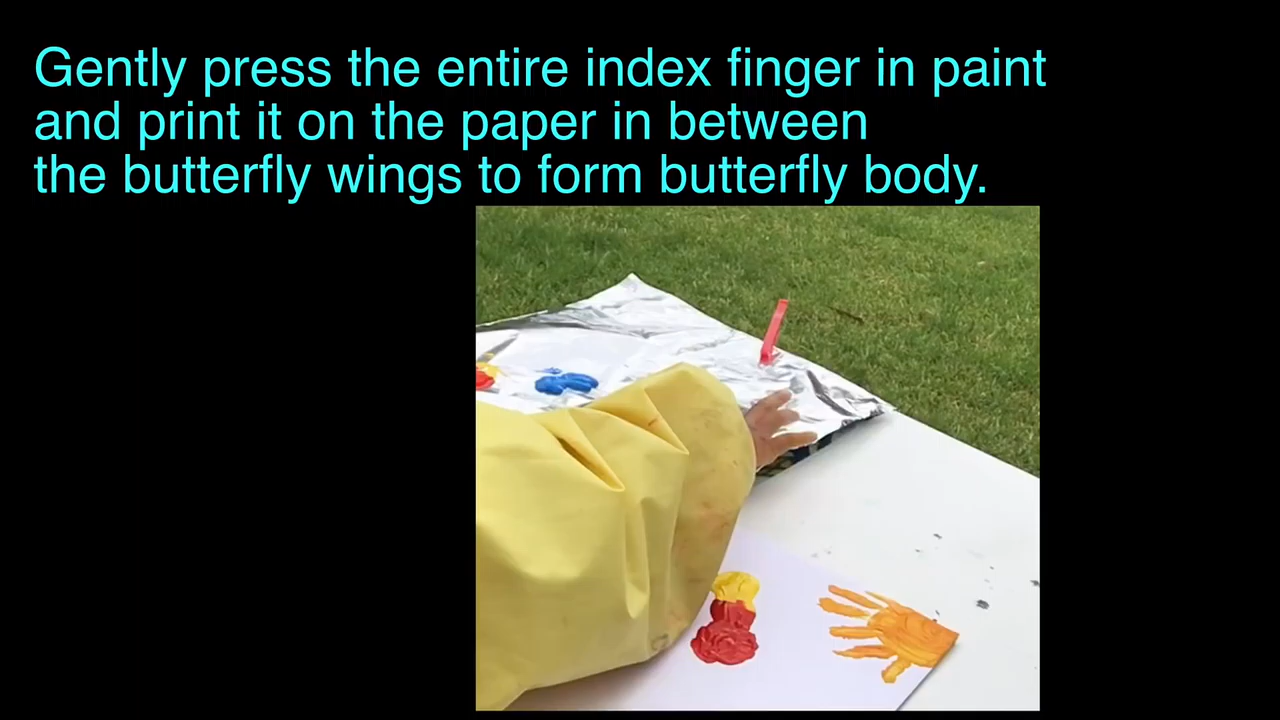 Gently press the entire index finger in paint
and print it on the paper in between
the butterfly wings to form butterfly body.